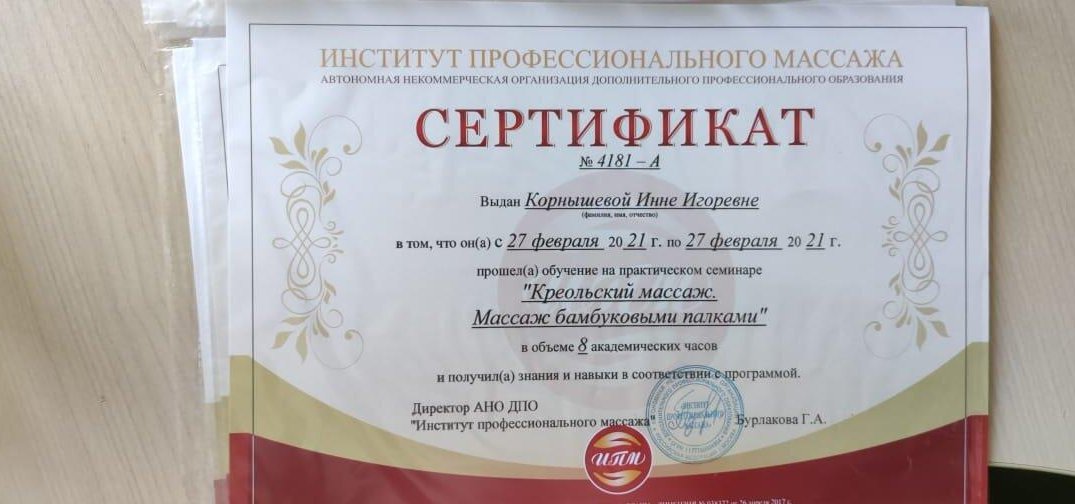 ИНСТИТУТ ПРОФЕССИОНАЛЬНОГО МАССАЖА
АВТОНОМНАЯ НЕКОММЕРЧЕСКАЯ ОРГАНИЗАЦИЯ ДОПОЛНИТЕЛЬНОГО ПРОФЕССИОНАЛЬНОГО ОБРАЗОВАНИЯ
СЕРТИФИКАТ
№ 4181 – А
Выдан Корнышевой Инне Игоревне
(фамилия, имя, отчество)
в том, что он(а) с 27 февраля 20 21 г. по 27 февраля 20 21 г.
прошел(а) обучение на практическом семинаре
"Креольский массаж.
Массаж бамбуковыми палками"
в объеме 8 академических часов
и получил(а) знания и навыки в соответствии с программой.
Директор АНО ДПО
"Институт профессионального массажа" Бурлакова Г.А.
ИНСТИТУТ ПРОФЕССИОНАЛЬНОГО МАССАЖА
ИПМ